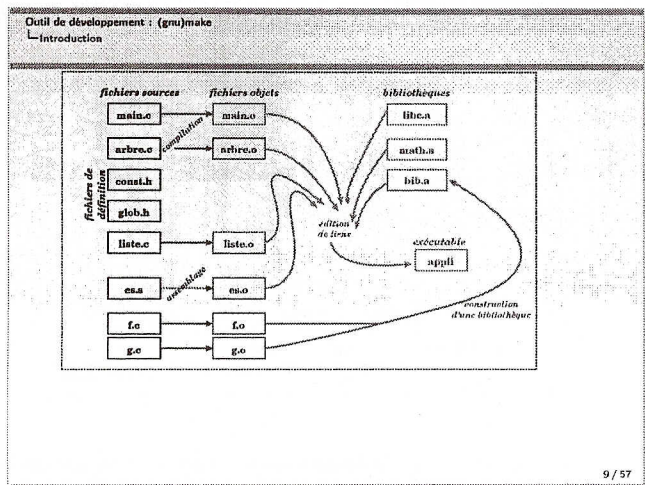 Outil de développement : (gnu)make
Introduction
fichiers sources fichiers objets bibliothèques
main.c main.o libc.a
compilation
arbre.c arbre.o math.a
const.h bib.a
fichiers de
définition
glob.h
édition
de liens
liste.c liste.o
exécutable
appli
assemblage
es.s es.o
construction
d'une bibliothèque
f.c f.o
g.c g.o
9 / 57